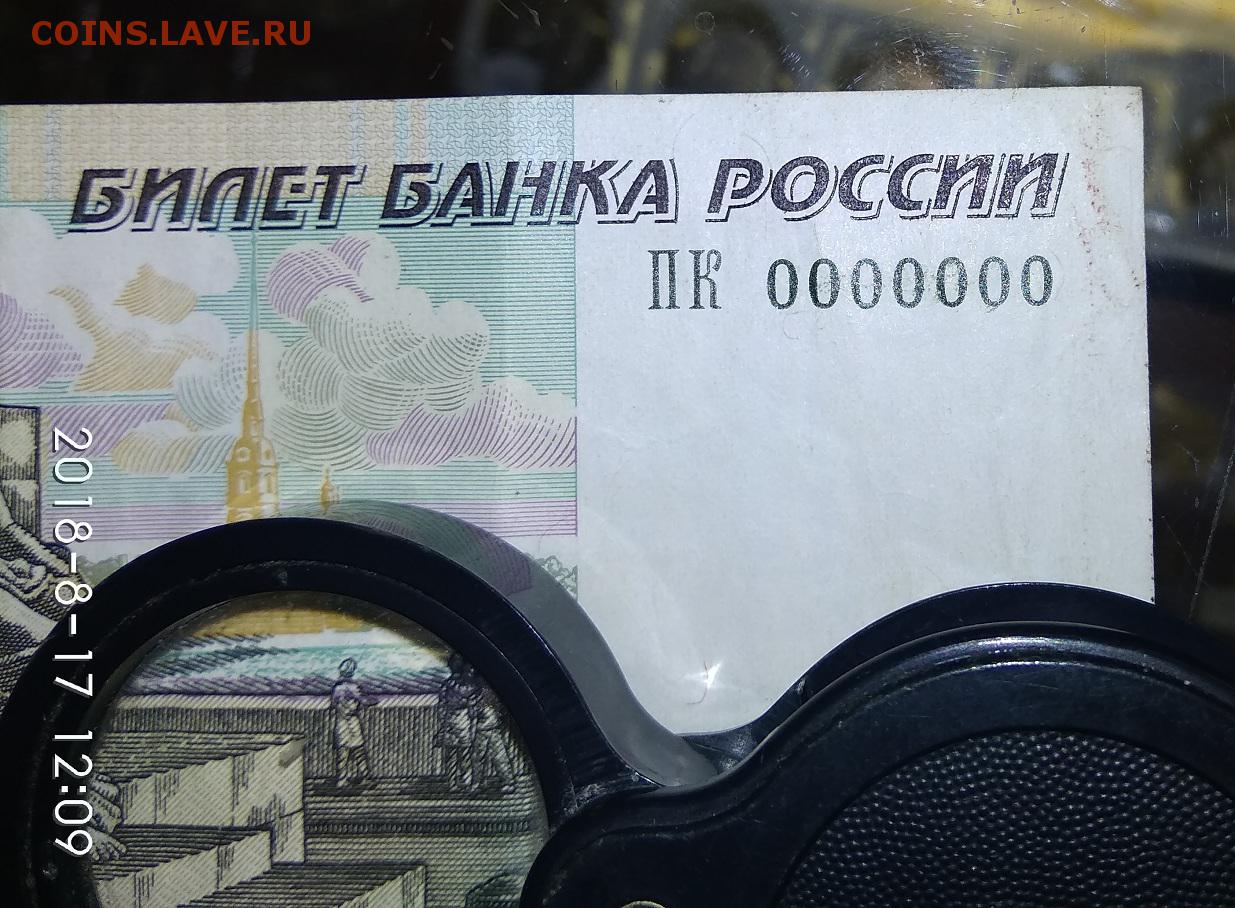 COINS.LAVE.RU
БИЛЕТ БАНКА РОССИИ
ПК 0000000
2018-8-17 12:09